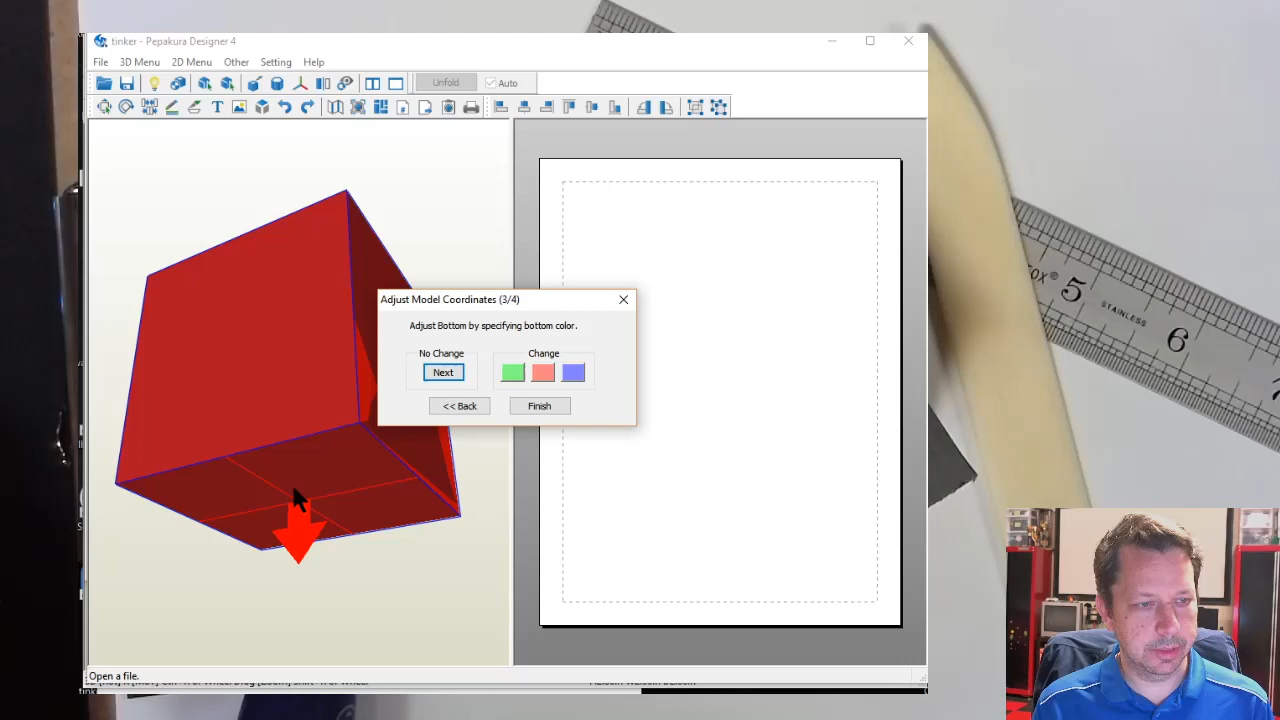 tinker - Pepakura Designer 4
File 3D Menu 2D Menu Other Setting Help
Unfold Auto
Adjust Model Coordinates (3/4)
Adjust Bottom by specifying bottom color.
No Change Change
Next
<< Back Finish
Open a file.
5
STAINLESS
6